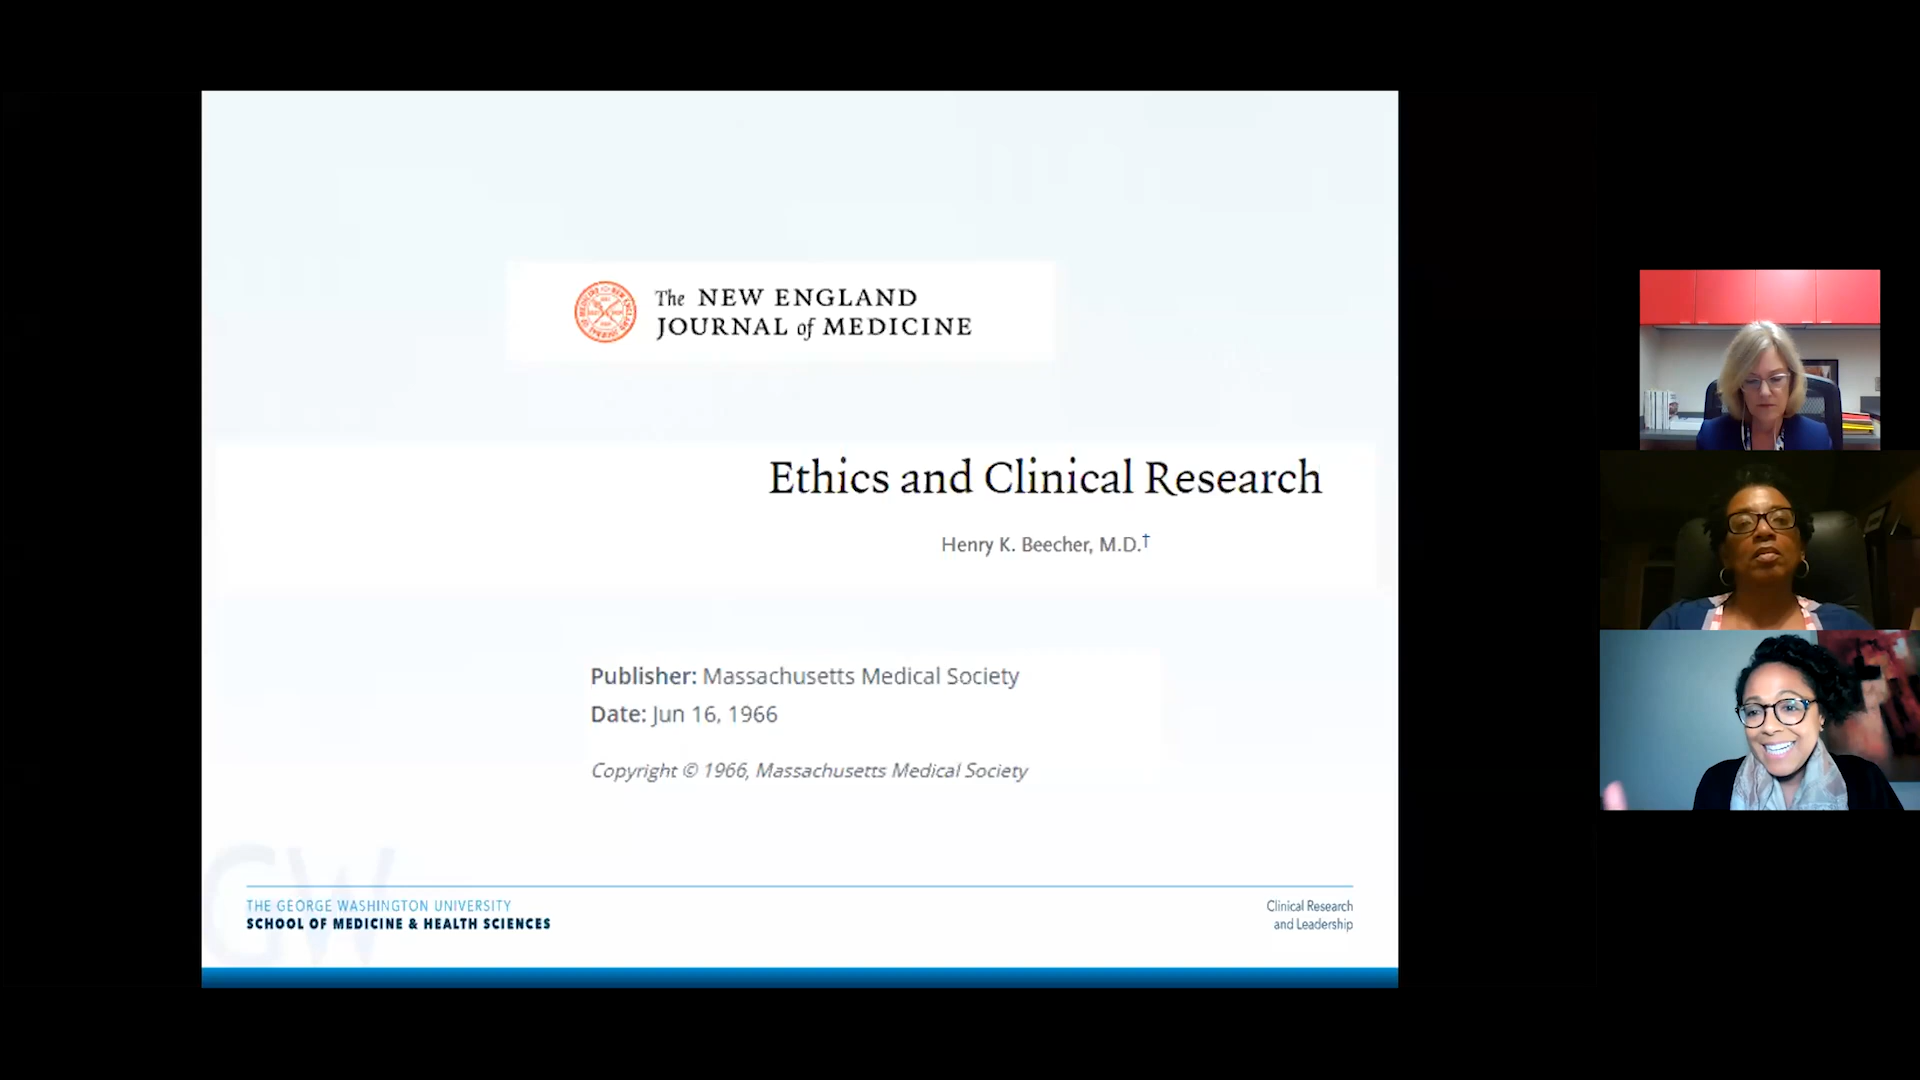 The NEW ENGLAND
JOURNAL of MEDICINE
Ethics and Clinical Research
Henry K. Beecher, M.D.†
Publisher: Massachusetts Medical Society
Date: Jun 16, 1966
Copyright © 1966, Massachusetts Medical Society
GW
THE GEORGE WASHINGTON UNIVERSITY
SCHOOL OF MEDICINE & HEALTH SCIENCES
Clinical Research
and Leadership